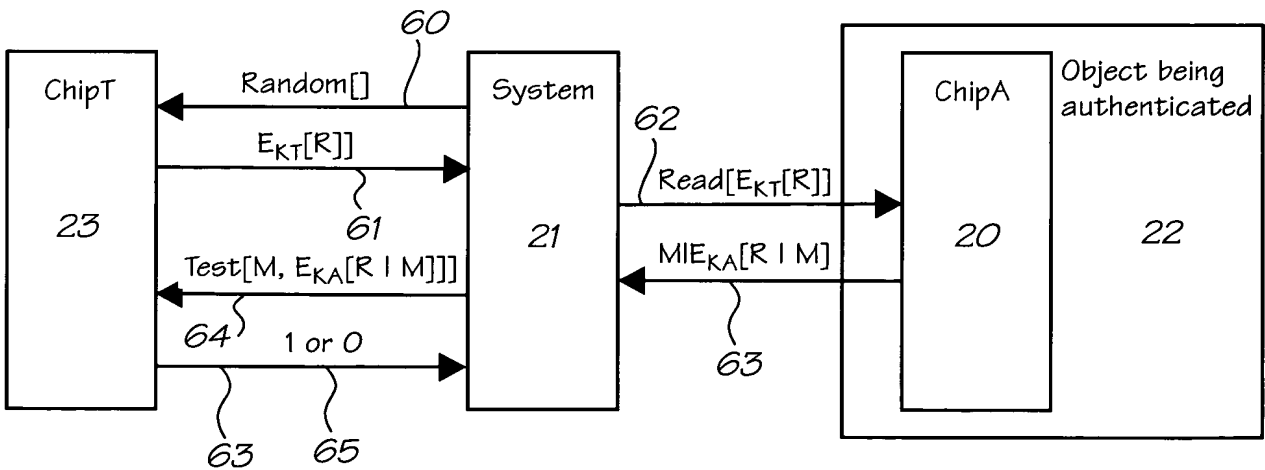 60
ChipT
Random[]
System
ChipA
Object being
authenticated
E_KT[R]]
62
Read[E_KT[R]]
61
23
21
20
22
Test[M, E_KA[R I M]]]
MIE_KA[R I M]
64
1 or 0
63
63
65